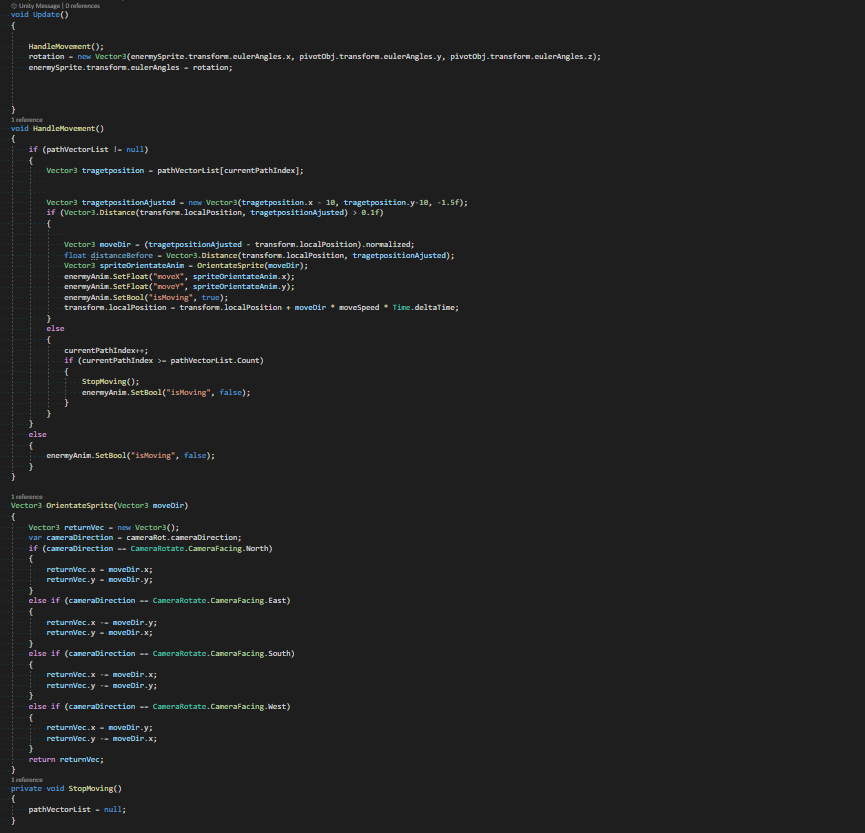 Unity Message | 0 references
void Update()
{
HandleMovement();
rotation = new Vector3(enermySprite.transform.eulerAngles.x, pivotObj.transform.eulerAngles.y, pivotObj.transform.eulerAngles.z);
enermySprite.transform.eulerAngles = rotation;
}
1 reference
void HandleMovement()
{
if (pathVectorList != null)
{
Vector3 tragetposition = pathVectorList[currentPathIndex];
Vector3 tragetpositionAjusted = new Vector3(tragetposition.x - 10, tragetposition.y-10, -1.5f);
if (Vector3.Distance(transform.localPosition, tragetpositionAjusted) > 0.1f)
{
Vector3 moveDir = (tragetpositionAjusted - transform.localPosition).normalized;
float distanceBefore = Vector3.Distance(transform.localPosition, tragetpositionAjusted);
Vector3 spriteOrientateAnim = OrientateSprite(moveDir);
enermyAnim.SetFloat("moveX", spriteOrientateAnim.x);
enermyAnim.SetFloat("moveY", spriteOrientateAnim.y);
enermyAnim.SetBool("isMoving", true);
transform.localPosition = transform.localPosition + moveDir * moveSpeed * Time.deltaTime;
}
else
{
currentPathIndex++;
if (currentPathIndex >= pathVectorList.Count)
{
StopMoving();
enermyAnim.SetBool("isMoving", false);
}
}
}
else
{
enermyAnim.SetBool("isMoving", false);
}
}
1 reference
Vector3 OrientateSprite(Vector3 moveDir)
{
Vector3 returnVec = new Vector3();
var cameraDirection = cameraRot.cameraDirection;
if (cameraDirection == CameraRotate.CameraFacing.North)
{
returnVec.x = moveDir.x;
returnVec.y = moveDir.y;
}
else if (cameraDirection == CameraRotate.CameraFacing.East)
{
returnVec.x -= moveDir.y;
returnVec.y = moveDir.x;
}
else if (cameraDirection == CameraRotate.CameraFacing.South)
{
returnVec.x -= moveDir.x;
returnVec.y -= moveDir.y;
}
else if (cameraDirection == CameraRotate.CameraFacing.West)
{
returnVec.x = moveDir.y;
returnVec.y -= moveDir.x;
}
return returnVec;
}
1 reference
private void StopMoving()
{
pathVectorList = null;
}